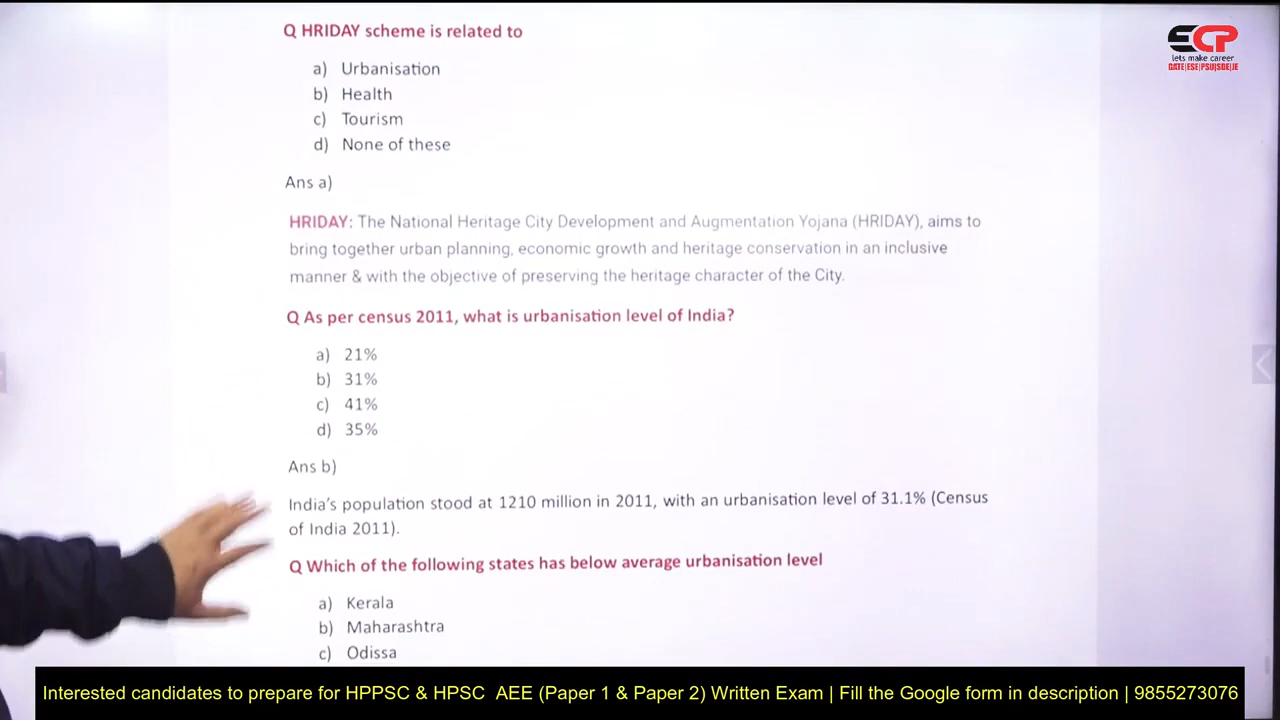 Q HRIDAY scheme is related to
a) Urbanisation
b) Health
c) Tourism
d) None of these
Ans a)
HRIDAY: The National Heritage City Development and Augmentation Yojana (HRIDAY), aims to
bring together urban planning, economic growth and heritage conservation in an inclusive
manner & with the objective of preserving the heritage character of the City.
Q As per census 2011, what is urbanisation level of India?
a) 21%
b) 31%
c) 41%
d) 35%
Ans b)
India's population stood at 1210 million in 2011, with an urbanisation level of 31.1% (Census
of India 2011).
Q Which of the following states has below average urbanisation level
a) Kerala
b) Maharashtra
c) Odissa
ECP
lets make career
GATE|ESE|PSU|SDE|JE
Interested candidates to prepare for HPPSC & HPSC AEE (Paper 1 & Paper 2) Written Exam | Fill the Google form in description | 9855273076